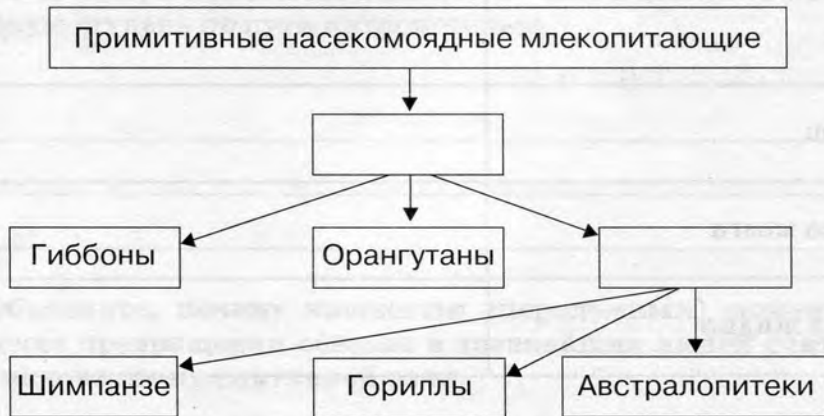 Примитивные насекомоядные млекопитающие
Гиббоны
Орангутаны
Шимпанзе
Гориллы
Австралопитеки